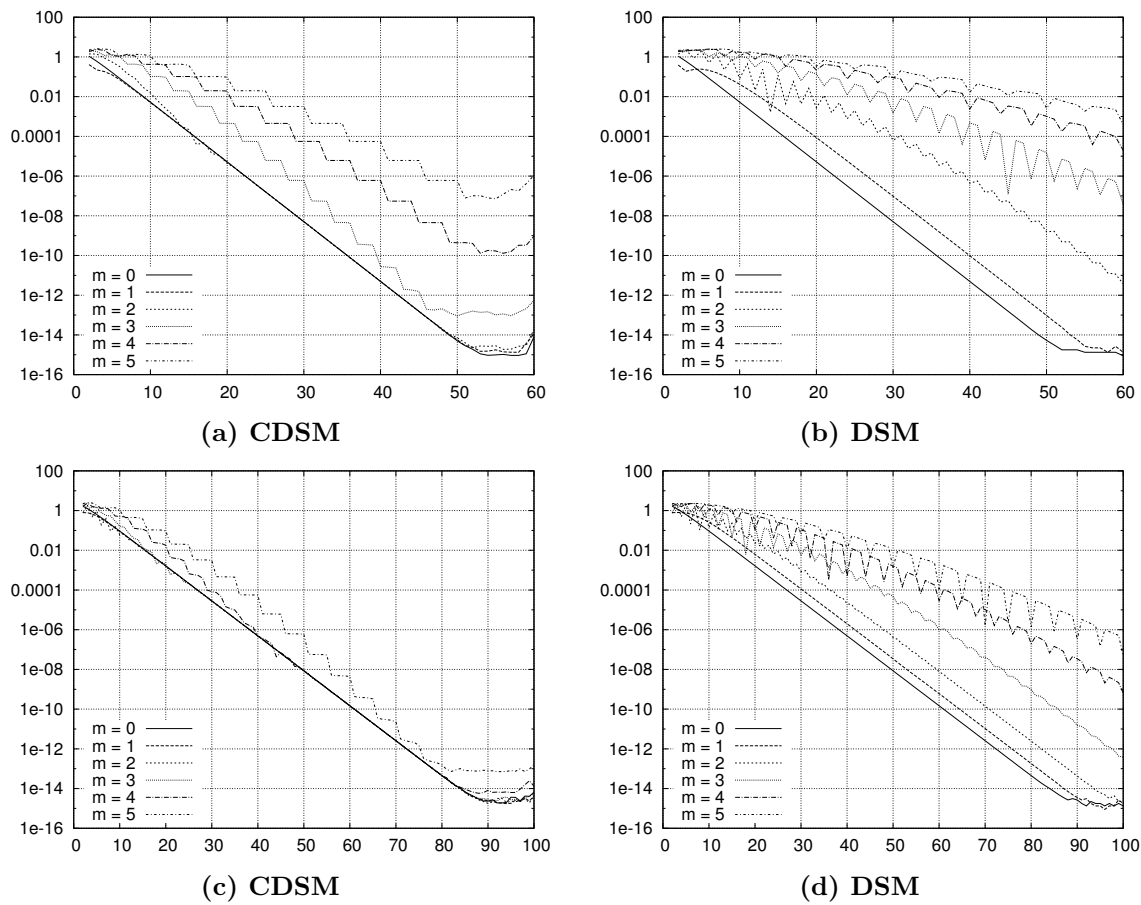 100
1
0.01
0.0001
1e-06
1e-08
1e-10
1e-12
1e-14
1e-16
m = 0
m = 1
m = 2
m = 3
m = 4
m = 5
0 10 20 30 40 50 60
(a) CDSM
100
1
0.01
0.0001
1e-06
1e-08
1e-10
1e-12
1e-14
1e-16
m = 0
m = 1
m = 2
m = 3
m = 4
m = 5
0 10 20 30 40 50 60
(b) DSM
100
1
0.01
0.0001
1e-06
1e-08
1e-10
1e-12
1e-14
1e-16
m = 0
m = 1
m = 2
m = 3
m = 4
m = 5
0 10 20 30 40 50 60 70 80 90 100
(c) CDSM
100
1
0.01
0.0001
1e-06
1e-08
1e-10
1e-12
1e-14
1e-16
m = 0
m = 1
m = 2
m = 3
m = 4
m = 5
0 10 20 30 40 50 60 70 80 90 100
(d) DSM